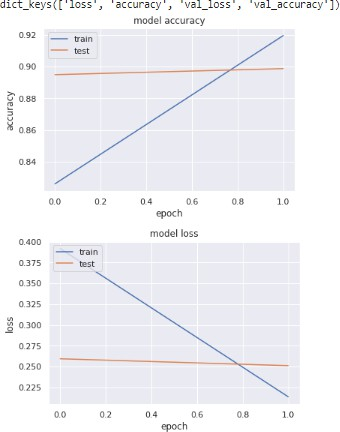 dict_keys(['loss', 'accuracy', 'val_loss', 'val_accuracy'])
model accuracy
train
test
0.92
0.90
0.88
0.86
0.84
accuracy
0.0 0.2 0.4 0.6 0.8 1.0
epoch
model loss
train
test
0.400
0.375
0.350
0.325
0.300
0.275
0.250
0.225
loss
0.0 0.2 0.4 0.6 0.8 1.0
epoch